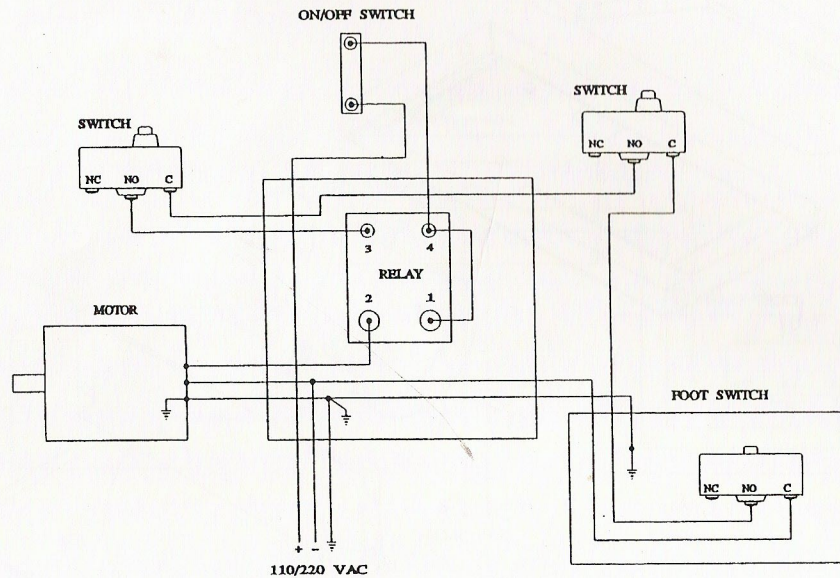 ON/OFF SWITCH
SWITCH
NC NO C
SWITCH
NC NO C
3 4
RELAY
2 1
MOTOR
FOOT SWITCH
NC NO C
+ −
110/220 VAC